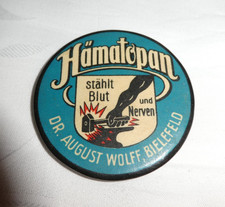 Hämatopan
stählt
Blut
und
Nerven
DR. AUGUST WOLFF, BIELEFELD